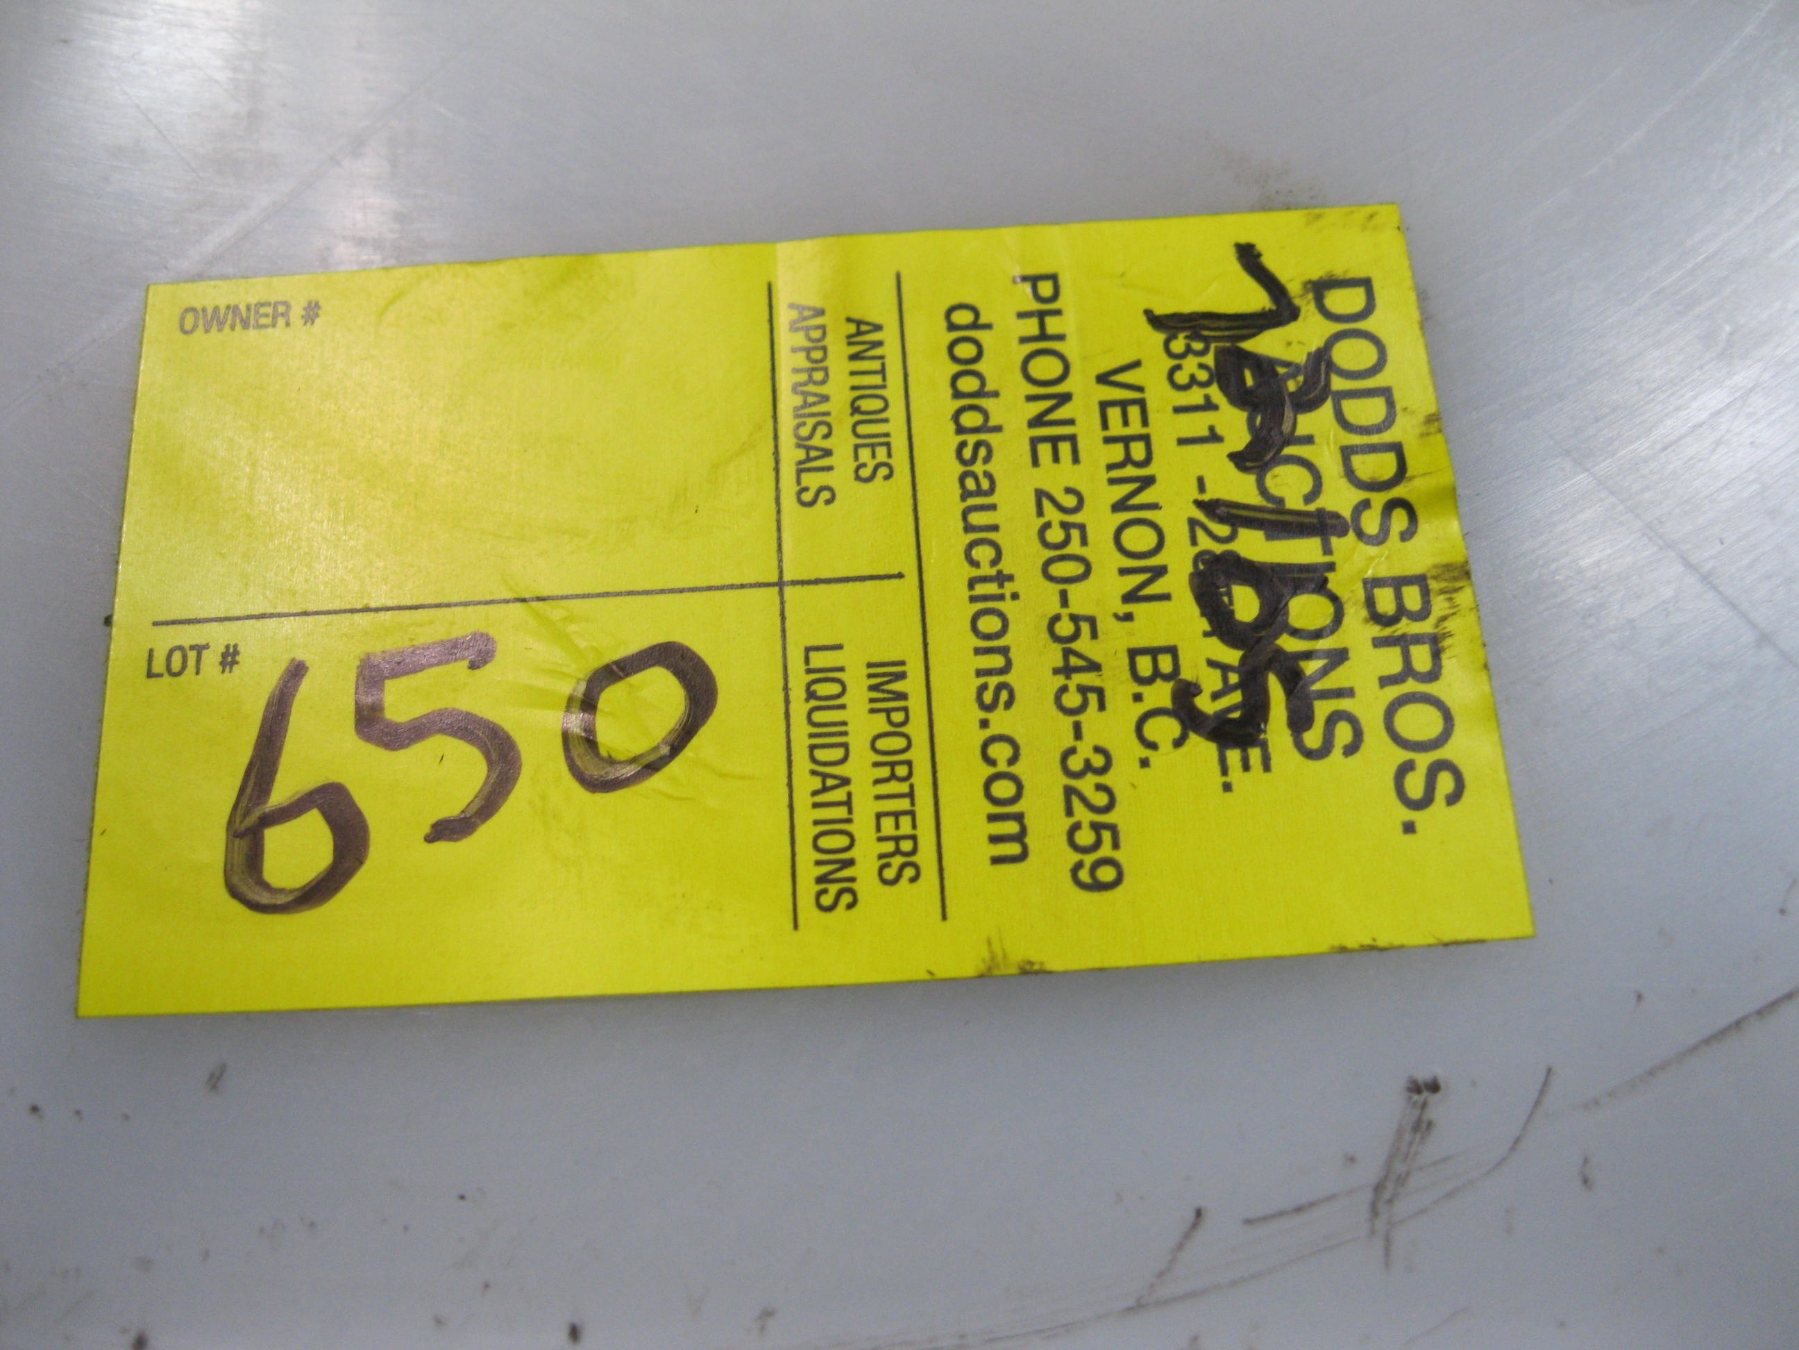 DODDS BROS.
AUCTIONS
3311 - 28TH AVE.
VERNON, B.C.
PHONE 250-545-3259
doddsauctions.com
ANTIQUES
APPRAISALS
IMPORTERS
LIQUIDATIONS
OWNER #
LOT # 650